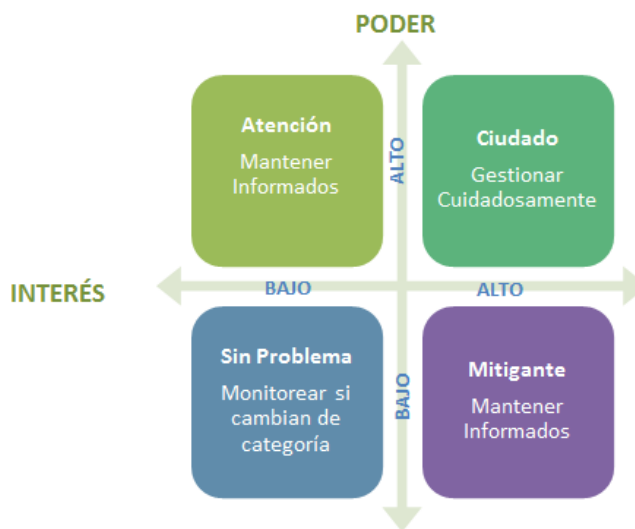 PODER
Atención
Mantener
Informados
ALTO
Ciudado
Gestionar
Cuidadosamente
INTERÉS
BAJO
ALTO
Sin Problema
Monitorear si
cambian de
categoría
BAJO
Mitigante
Mantener
Informados